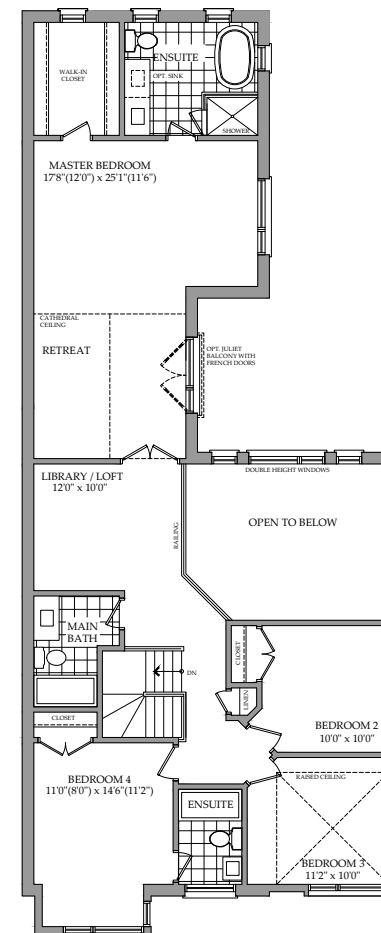 ENSUITE
WALK-IN
CLOSET
OPT. SINK
SHOWER
MASTER BEDROOM
17'8"(12'0") x 25'1"(11'6")
CATHEDRAL
CEILING
RETREAT
OPT. JULIET
BALCONY WITH
FRENCH DOORS
LIBRARY / LOFT
12'0" x 10'0"
DOUBLE HEIGHT WINDOWS
RAILING
OPEN TO BELOW
MAIN
BATH
CLOSET
DN
LINEN
CLOSET
BEDROOM 2
10'0" x 10'0"
BEDROOM 4
11'0"(8'0") x 14'6"(11'2")
RAISED CEILING
ENSUITE
BEDROOM 3
11'2" x 10'0"